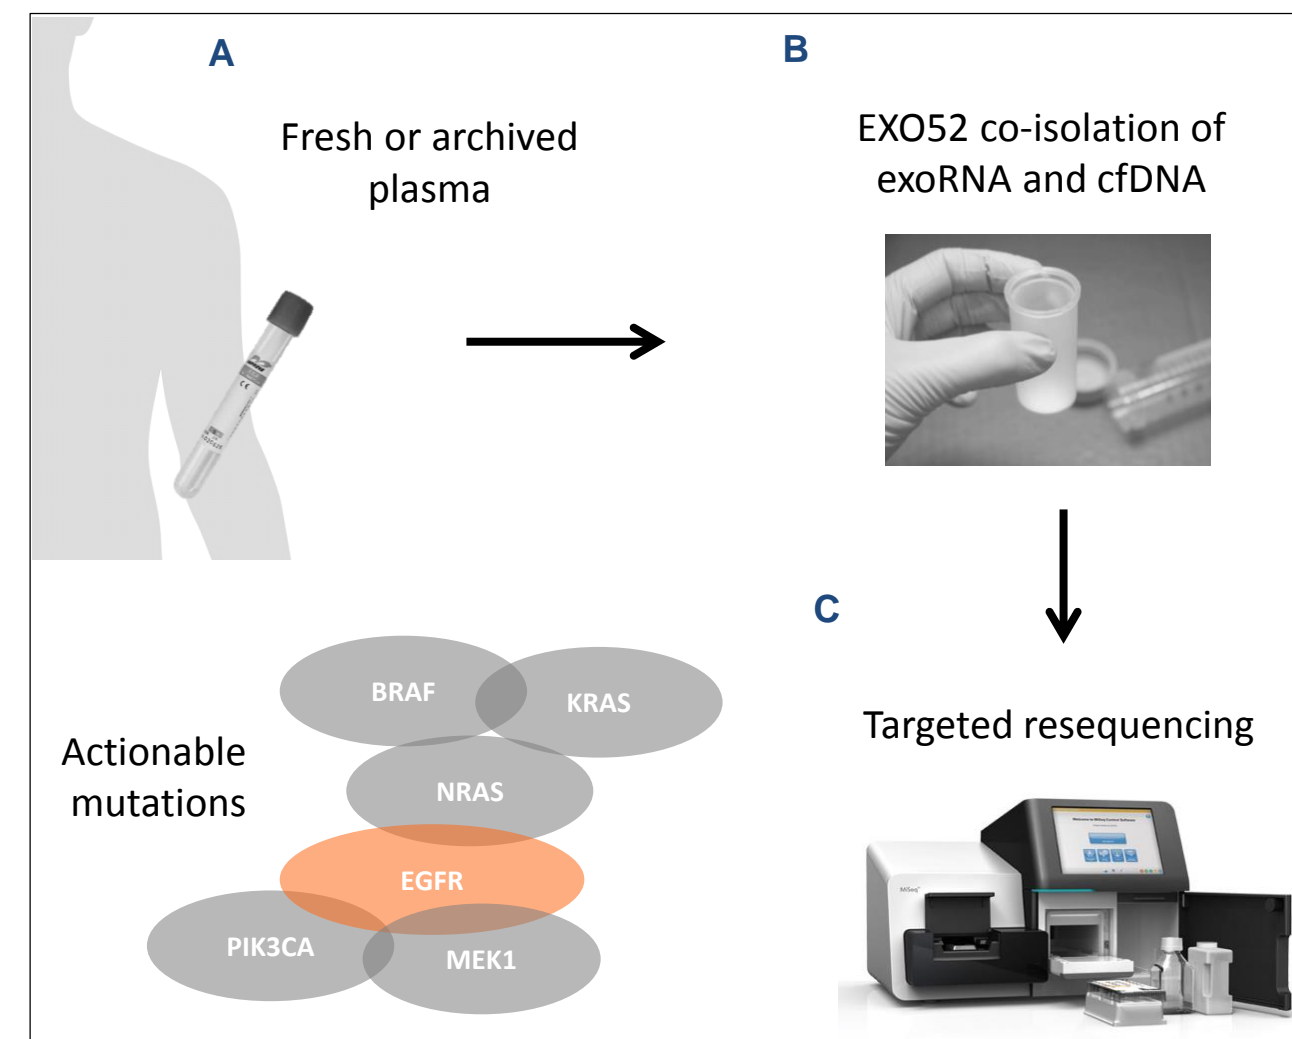 A
Fresh or archived
plasma
B
EXO52 co-isolation of
exoRNA and cfDNA
C
Targeted resequencing
MiSeq
Actionable
mutations
BRAF
KRAS
NRAS
EGFR
PIK3CA
MEK1